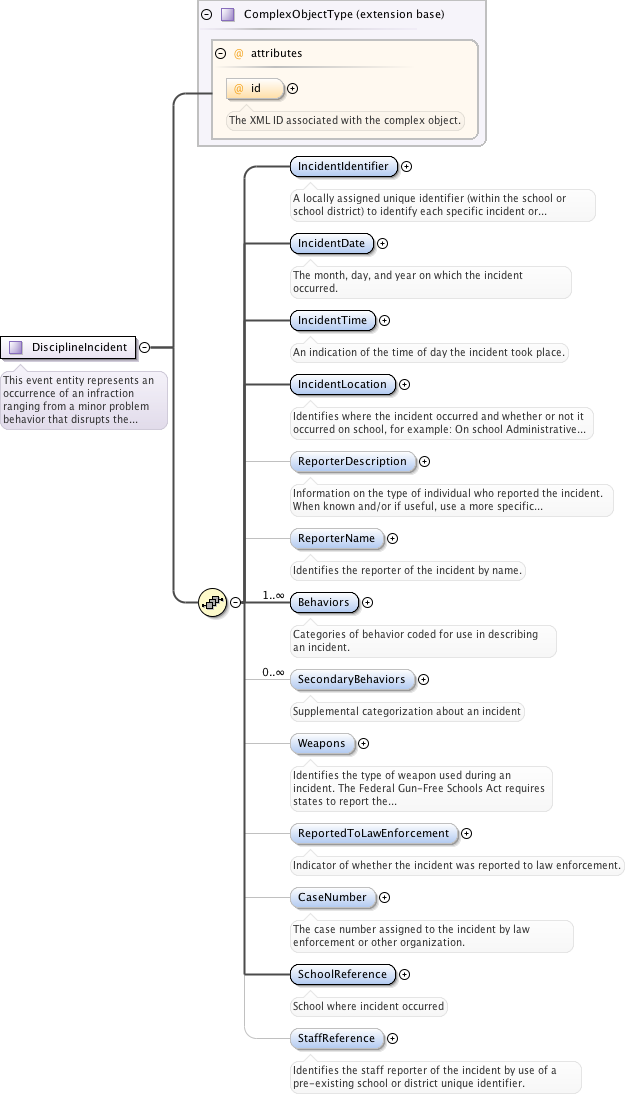 ComplexObjectType (extension base)
@ attributes
@ id
The XML ID associated with the complex object.
DisciplineIncident
This event entity represents an
occurrence of an infraction
ranging from a minor problem
behavior that disrupts the...
IncidentIdentifier
A locally assigned unique identifier (within the school or
school district) to identify each specific incident or...
IncidentDate
The month, day, and year on which the incident
occurred.
IncidentTime
An indication of the time of day the incident took place.
IncidentLocation
Identifies where the incident occurred and whether or not it
occurred on school, for example: On school Administrative...
ReporterDescription
Information on the type of individual who reported the incident.
When known and/or if useful, use a more specific...
ReporterName
Identifies the reporter of the incident by name.
1..∞
Behaviors
Categories of behavior coded for use in describing
an incident.
0..∞
SecondaryBehaviors
Supplemental categorization about an incident
Weapons
Identifies the type of weapon used during an
incident. The Federal Gun-Free Schools Act requires
states to report the...
ReportedToLawEnforcement
Indicator of whether the incident was reported to law enforcement.
CaseNumber
The case number assigned to the incident by law
enforcement or other organization.
SchoolReference
School where incident occurred
StaffReference
Identifies the staff reporter of the incident by use of a
pre-existing school or district unique identifier.